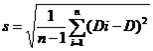 s = √(1/(n−1) n∑i=1 (Di − D)²)